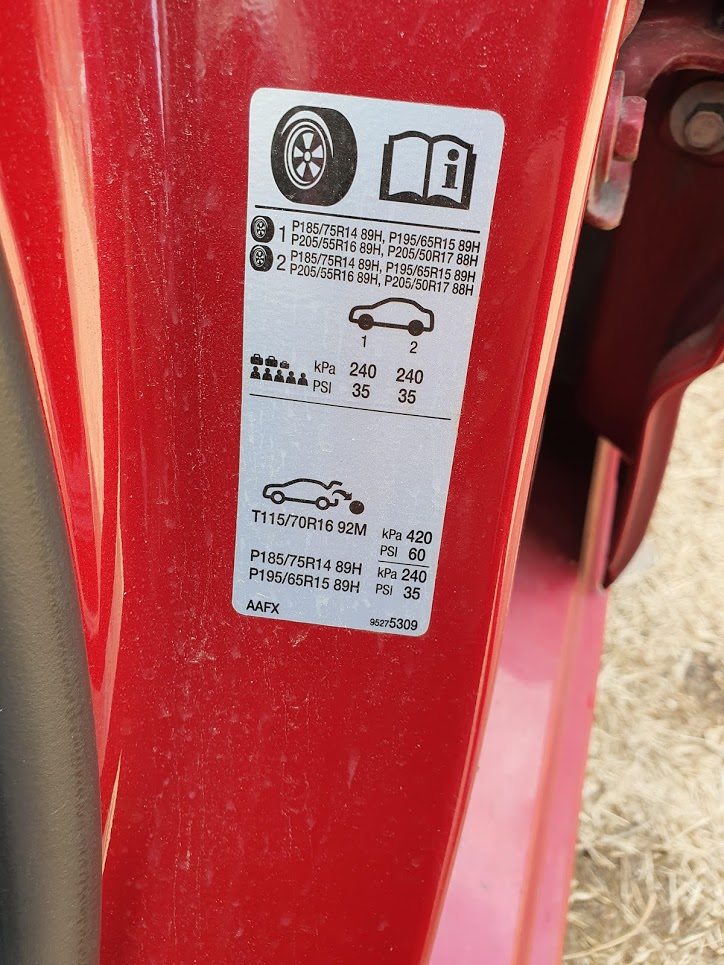 i
1 P185/75R14 89H, P195/65R15 89H
P205/55R16 89H, P205/50R17 88H
2 P185/75R14 89H, P195/65R15 89H
P205/55R16 89H, P205/50R17 88H
1 2
kPa 240 240
PSI 35 35
T115/70R16 92M kPa 420
PSI 60
P185/75R14 89H kPa 240
P195/65R15 89H PSI 35
AAFX 95275309